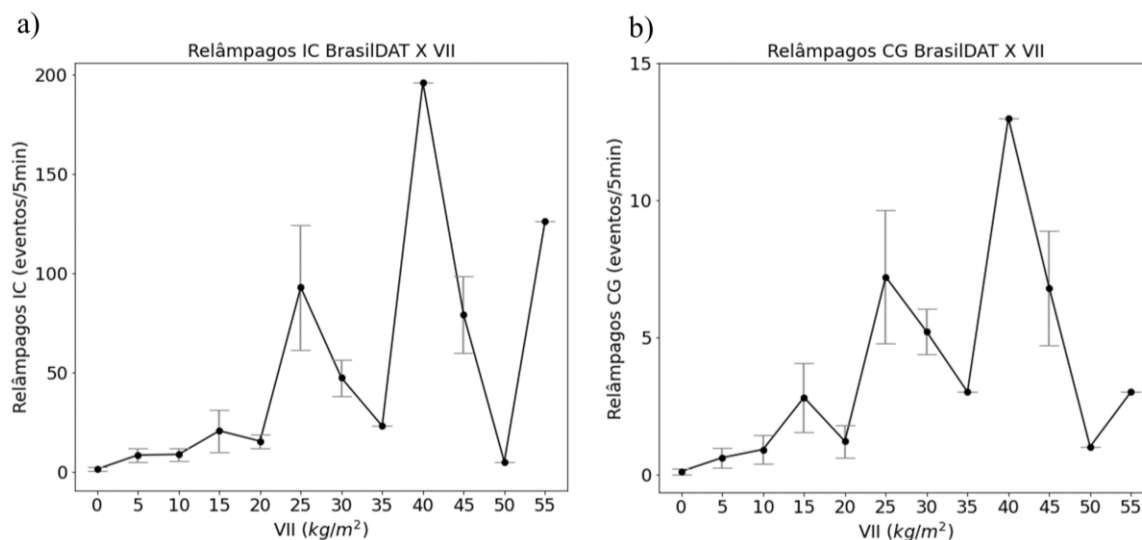 a)
Relâmpagos IC BrasilDAT X VII
Relâmpagos IC (eventos/5min)
200
150
100
50
0
0 5 10 15 20 25 30 35 40 45 50 55
VII (kg/m²)
b)
Relâmpagos CG BrasilDAT X VII
Relâmpagos CG (eventos/5min)
15
10
5
0
0 5 10 15 20 25 30 35 40 45 50 55
VII (kg/m²)